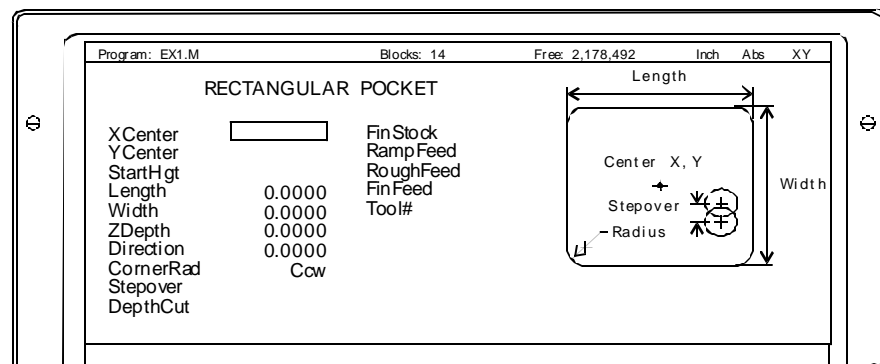 Program: EX1.M Blocks: 14 Free: 2,178,492 Inch Abs XY
RECTANGULAR POCKET
XCenter
YCenter
StartHgt
Length 0.0000
Width 0.0000
ZDepth 0.0000
Direction 0.0000
CornerRad Ccw
Stepover
DepthCut
FinStock
RampFeed
RoughFeed
FinFeed
Tool#
Length
Center X, Y
Width
Stepover
Radius